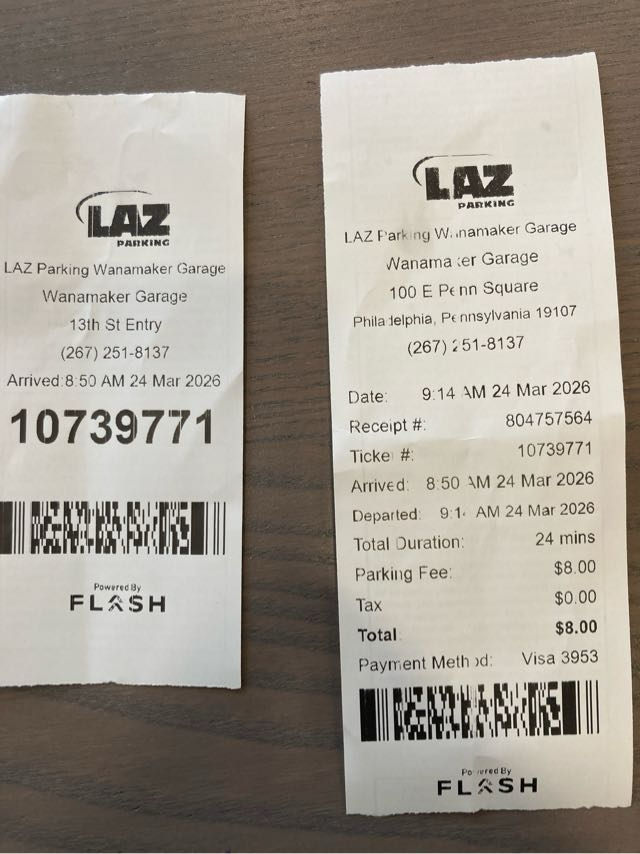 LAZ
PARKING
LAZ Parking Wanamaker Garage
Wanamaker Garage
13th St Entry
(267) 251-8137
Arrived:8:50 AM 24 Mar 2026
10739771
Powered By
FLASH
LAZ
PARKING
LAZ Parking Wanamaker Garage
Wanamaker Garage
100 E Penn Square
Philadelphia, Pennsylvania 19107
(267) 251-8137
Date: 9:14 AM 24 Mar 2026
Receipt #: 804757564
Ticket #: 10739771
Arrived: 8:50 AM 24 Mar 2026
Departed: 9:14 AM 24 Mar 2026
Total Duration: 24 mins
Parking Fee: $8.00
Tax $0.00
Total $8.00
Payment Method: Visa 3953
Powered By
FLASH